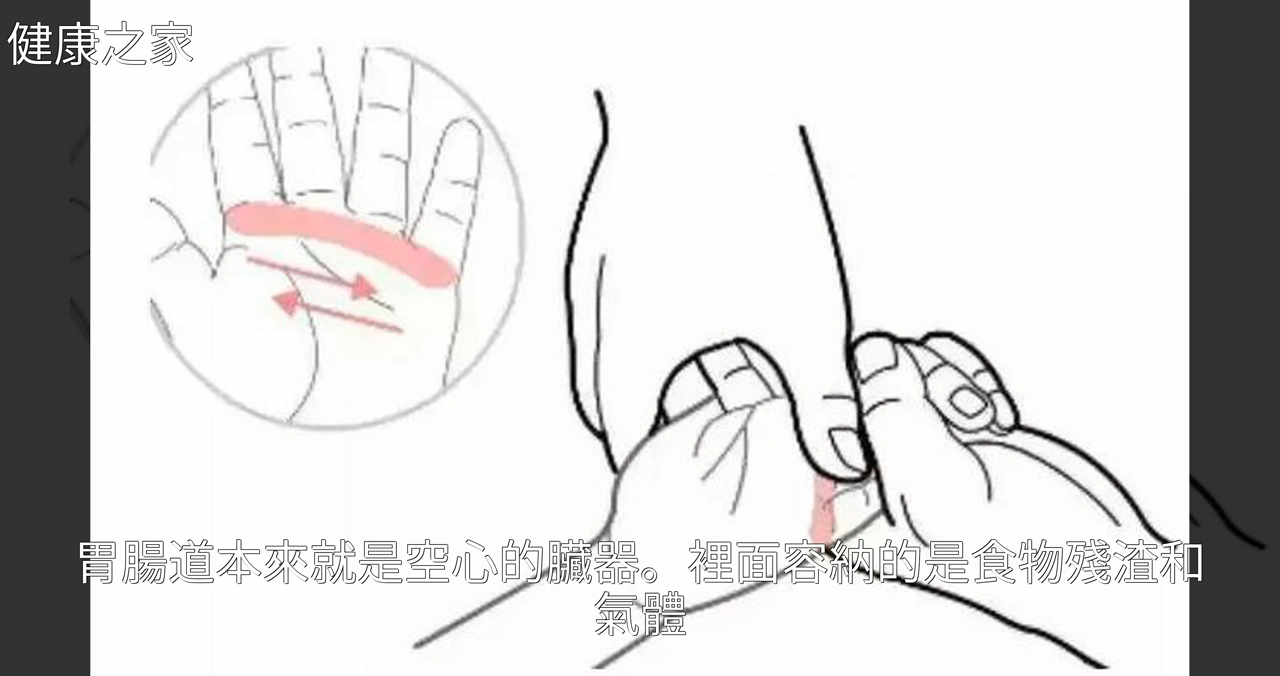 健康之家
胃腸道本來就是空心的臟器。裡面容納的是食物殘渣和
氣體